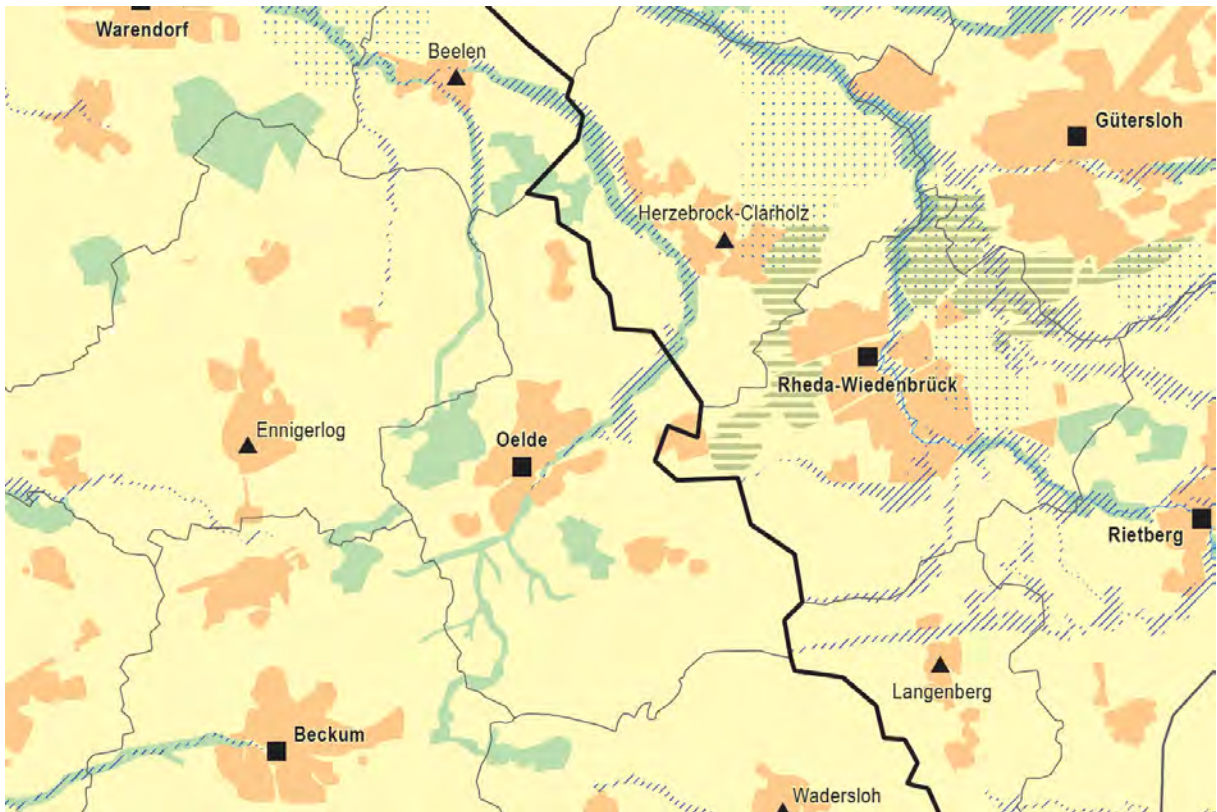 Warendorf
Beelen
Gütersloh
Herzebrock-Clarholz
Rheda-Wiedenbrück
Ennigerlog
Oelde
Rietberg
Langenberg
Beckum
Wadersloh